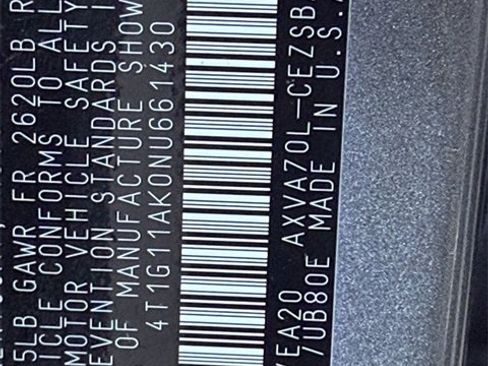 5LB GAWR FR 2620LB R
ICLE CONFORMS TO ALL
MOTOR VEHICLE SAFETY
EVENTION STANDARDS I
OF MANUFACTURE SHOW
4T1G11AK0NU661430
EA20 AXVA70L-CEZSB
7UB80E MADE IN U.S.A